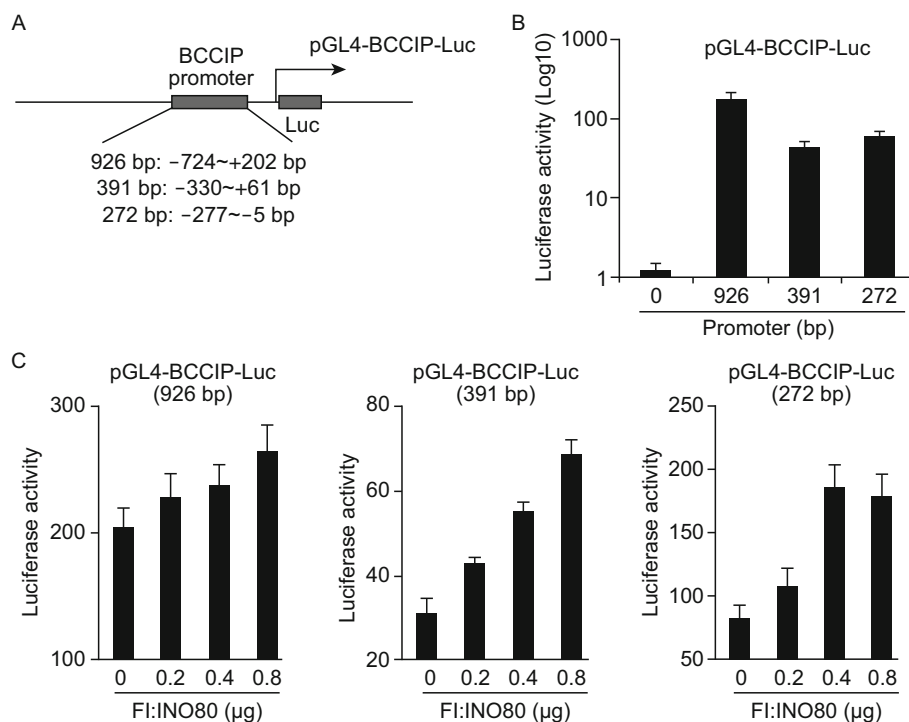 A
pGL4-BCCIP-Luc
BCCIP
promoter
Luc
926 bp: −724~+202 bp
391 bp: −330~+61 bp
272 bp: −277~−5 bp
B
pGL4-BCCIP-Luc
Luciferase activity (Log10)
1000
100
10
1
0 926 391 272
Promoter (bp)
C
pGL4-BCCIP-Luc
(926 bp)
Luciferase activity
300
200
100
0 0.2 0.4 0.8
FI:INO80 (μg)
pGL4-BCCIP-Luc
(391 bp)
Luciferase activity
80
60
40
20
0 0.2 0.4 0.8
FI:INO80 (μg)
pGL4-BCCIP-Luc
(272 bp)
Luciferase activity
250
200
150
100
50
0 0.2 0.4 0.8
FI:INO80 (μg)